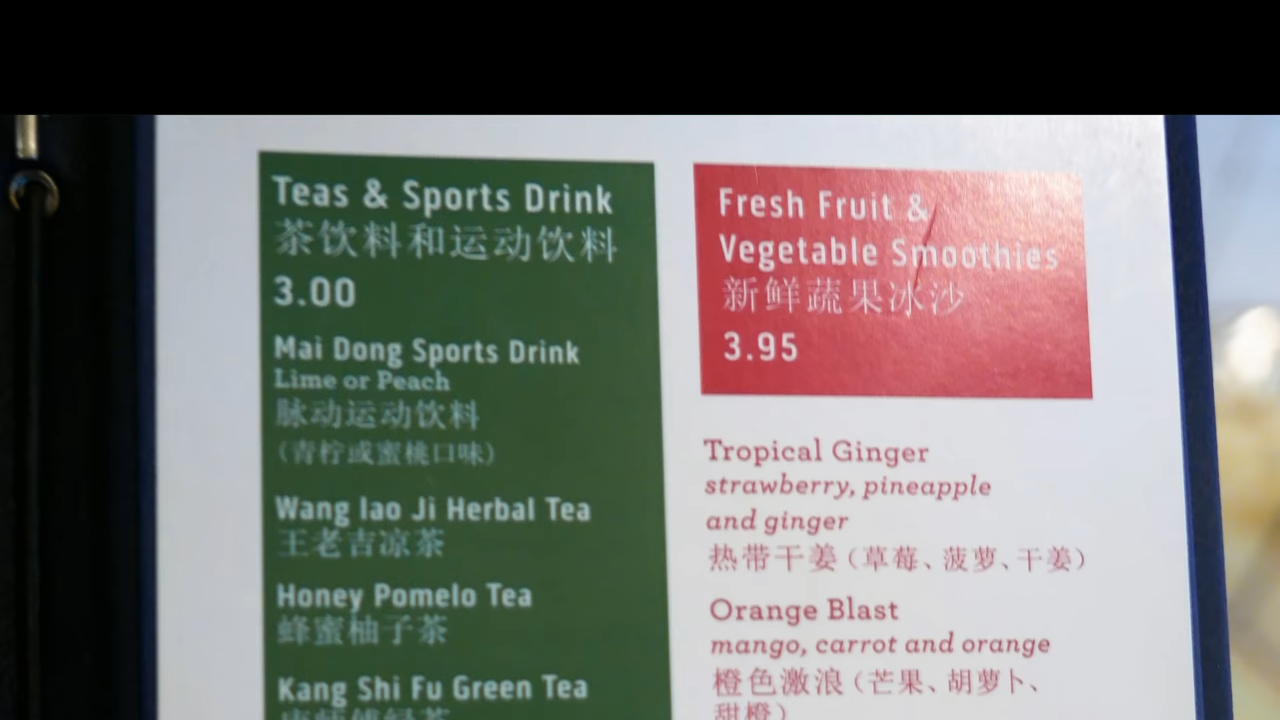 Teas & Sports Drink
茶饮料和运动饮料
3.00
Mai Dong Sports Drink
Lime or Peach
脉动运动饮料
（青柠或蜜桃口味）
Wang lao Ji Herbal Tea
王老吉凉茶
Honey Pomelo Tea
蜂蜜柚子茶
Kang Shi Fu Green Tea
Fresh Fruit &
Vegetable Smoothies
新鲜蔬果冰沙
3.95
Tropical Ginger
strawberry, pineapple
and ginger
热带干姜（草莓、菠萝、干姜）
Orange Blast
mango, carrot and orange
橙色激浪（芒果、胡萝卜、
甜橙）